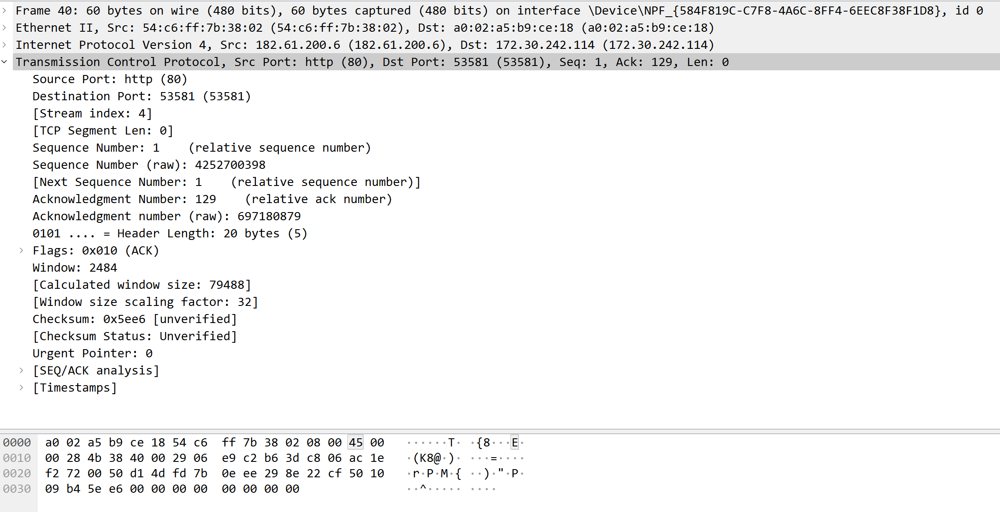 Frame 40: 60 bytes on wire (480 bits), 60 bytes captured (480 bits) on interface \Device\NPF_{584F819C-C7F8-4A6C-8FF4-6EEC8F38F1D8}, id 0
Ethernet II, Src: 54:c6:ff:7b:38:02 (54:c6:ff:7b:38:02), Dst: a0:02:a5:b9:ce:18 (a0:02:a5:b9:ce:18)
Internet Protocol Version 4, Src: 182.61.200.6 (182.61.200.6), Dst: 172.30.242.114 (172.30.242.114)
Transmission Control Protocol, Src Port: http (80), Dst Port: 53581 (53581), Seq: 1, Ack: 129, Len: 0
Source Port: http (80)
Destination Port: 53581 (53581)
[Stream index: 4]
[TCP Segment Len: 0]
Sequence Number: 1    (relative sequence number)
Sequence Number (raw): 4252700398
[Next Sequence Number: 1    (relative sequence number)]
Acknowledgment Number: 129    (relative ack number)
Acknowledgment number (raw): 697180879
0101 .... = Header Length: 20 bytes (5)
Flags: 0x010 (ACK)
Window: 2484
[Calculated window size: 79488]
[Window size scaling factor: 32]
Checksum: 0x5ee6 [unverified]
[Checksum Status: Unverified]
Urgent Pointer: 0
[SEQ/ACK analysis]
[Timestamps]
0000  a0 02 a5 b9 ce 18 54 c6  ff 7b 38 02 08 00 45 00   ······T· ·{8···E·
0010  00 28 4b 38 40 00 29 06  e9 c2 b6 3d c8 06 ac 1e   ·(K8@·)· ···=····
0020  f2 72 00 50 d1 4d fd 7b  0e ee 29 8e 22 cf 50 10   ·r·P·M·{ ··)·"·P·
0030  09 b4 5e e6 00 00 00 00  00 00 00 00   ··^····· ····